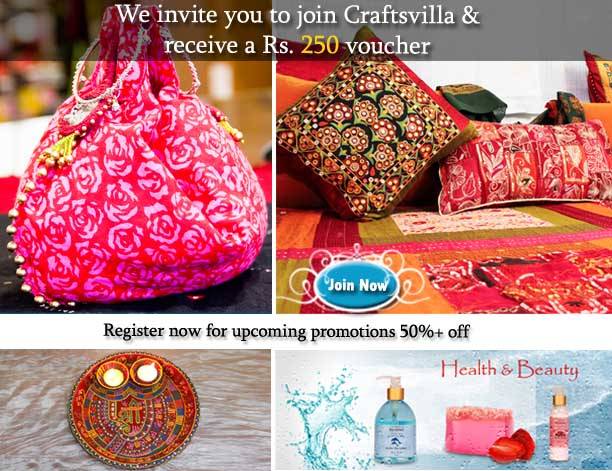 We invite you to join Craftsvilla &
receive a Rs. 250 voucher
Join Now
Register now for upcoming promotions 50%+ off
Health & Beauty